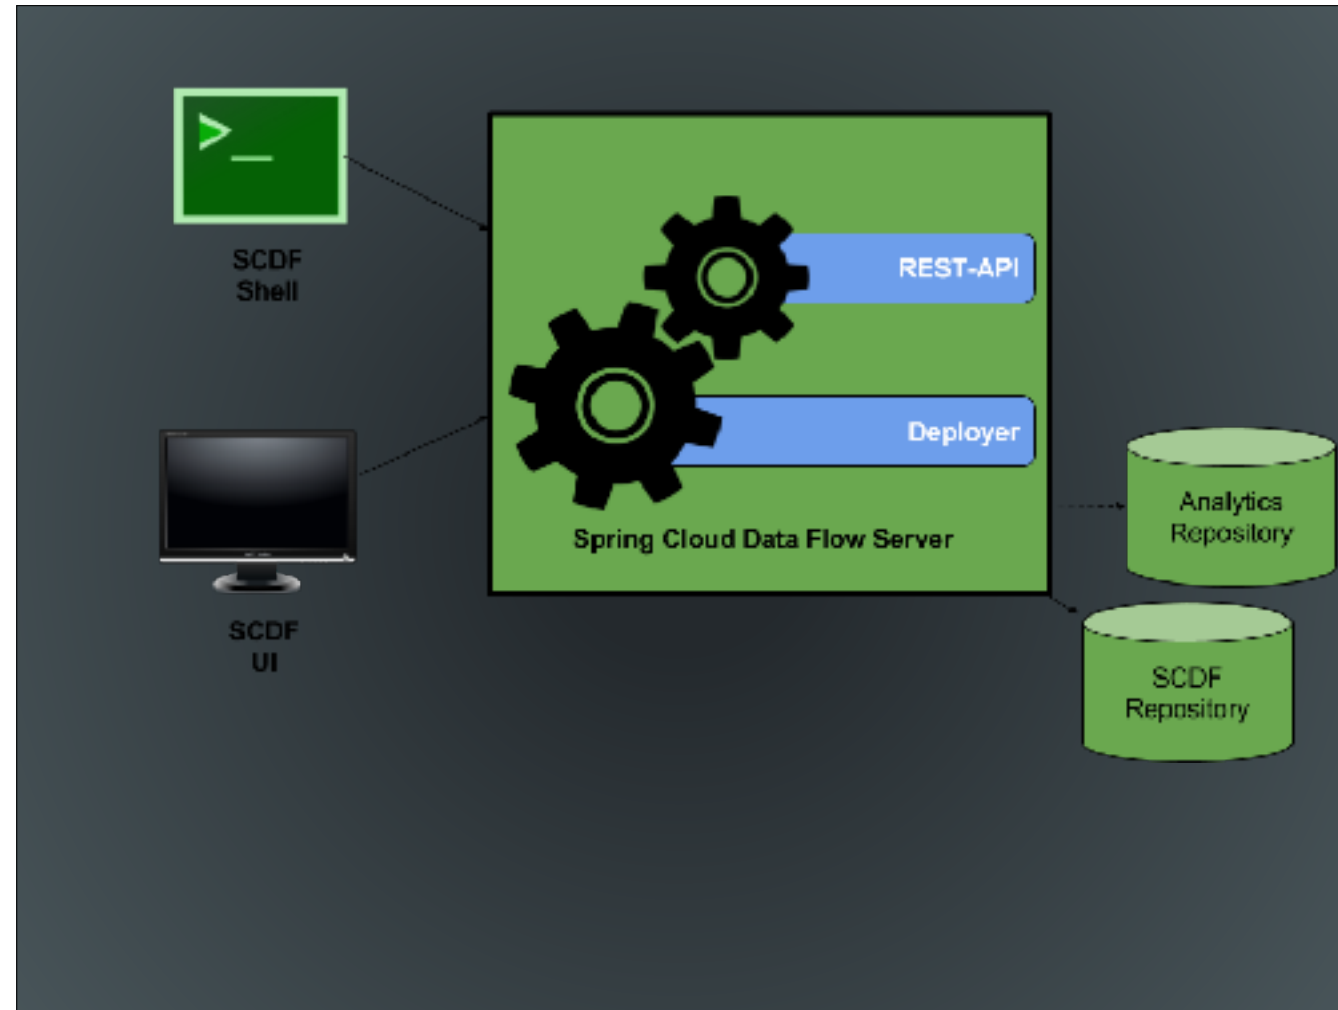 >_
SCDF
Shell
REST-API
Deployer
Spring Cloud Data Flow Server
SCDF
UI
Analytics
Repository
SCDF
Repository